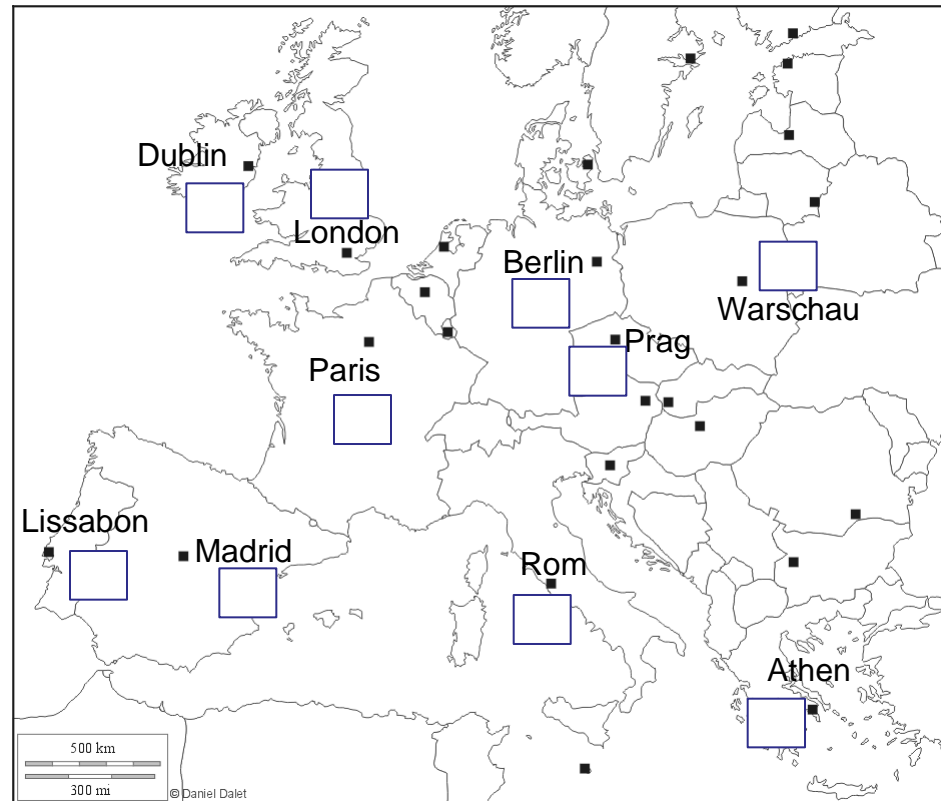 Dublin
London
Berlin
Warschau
Prag
Paris
Lissabon
Madrid
Rom
Athen
500 km
300 mi
© Daniel Dalet